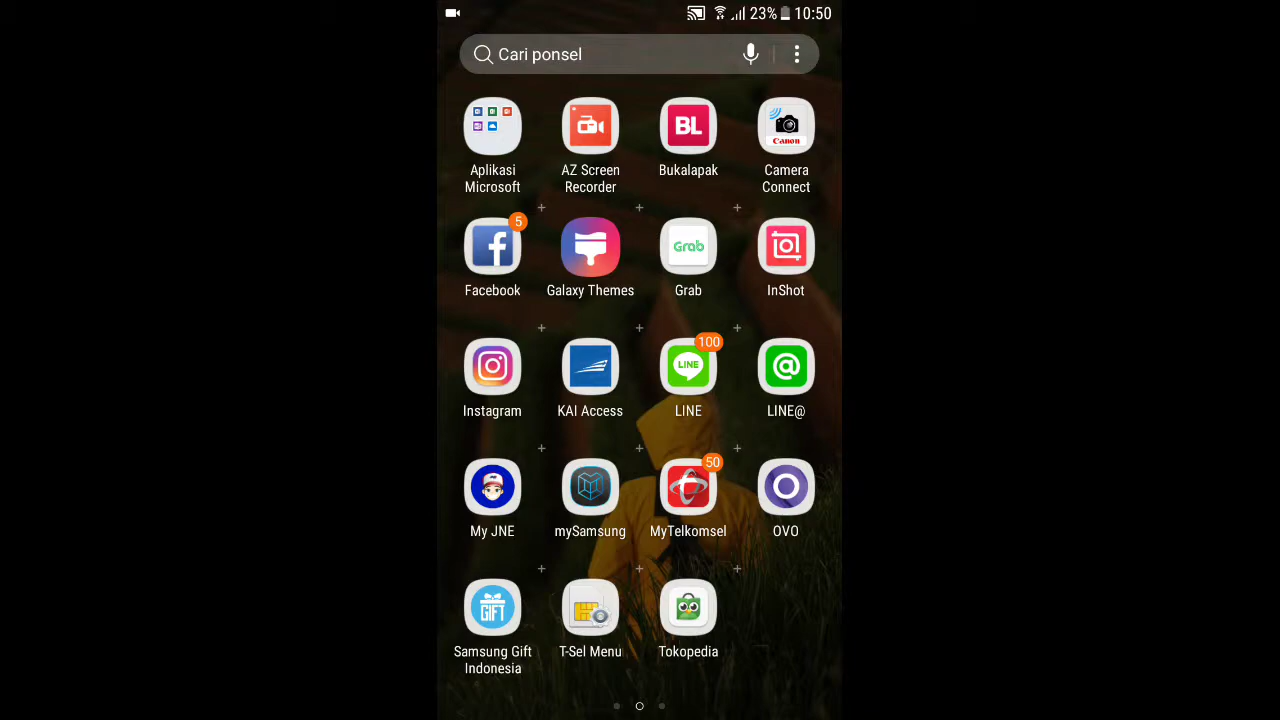 23% 10:50
Cari ponsel
BL
Canon
Aplikasi Microsoft
AZ Screen Recorder
Bukalapak
Camera Connect
5
Grab
Facebook
Galaxy Themes
Grab
InShot
100
LINE
@
Instagram
KAI Access
LINE
LINE@
50
My JNE
mySamsung
MyTelkomsel
OVO
GIFT
Samsung Gift Indonesia
T-Sel Menu
Tokopedia